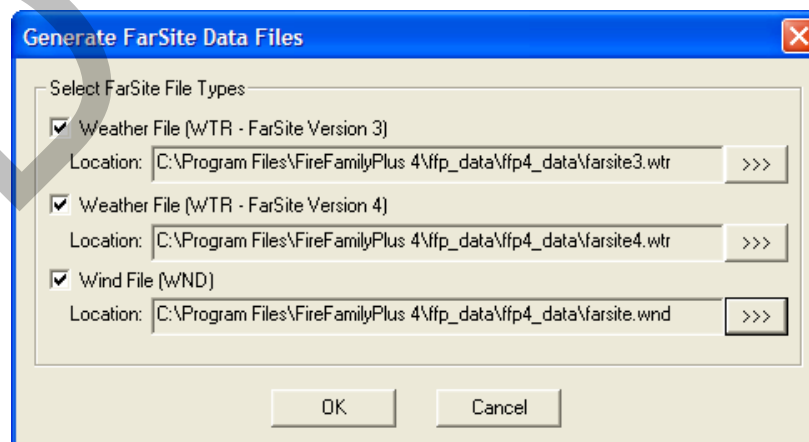 Generate FarSite Data Files
Select FarSite File Types
Weather File (WTR - FarSite Version 3)
Location: C:\Program Files\FireFamilyPlus 4\ffp_data\ffp4_data\farsite3.wtr >>>
Weather File (WTR - FarSite Version 4)
Location: C:\Program Files\FireFamilyPlus 4\ffp_data\ffp4_data\farsite4.wtr >>>
Wind File (WND)
Location: C:\Program Files\FireFamilyPlus 4\ffp_data\ffp4_data\farsite.wnd >>>
OK Cancel